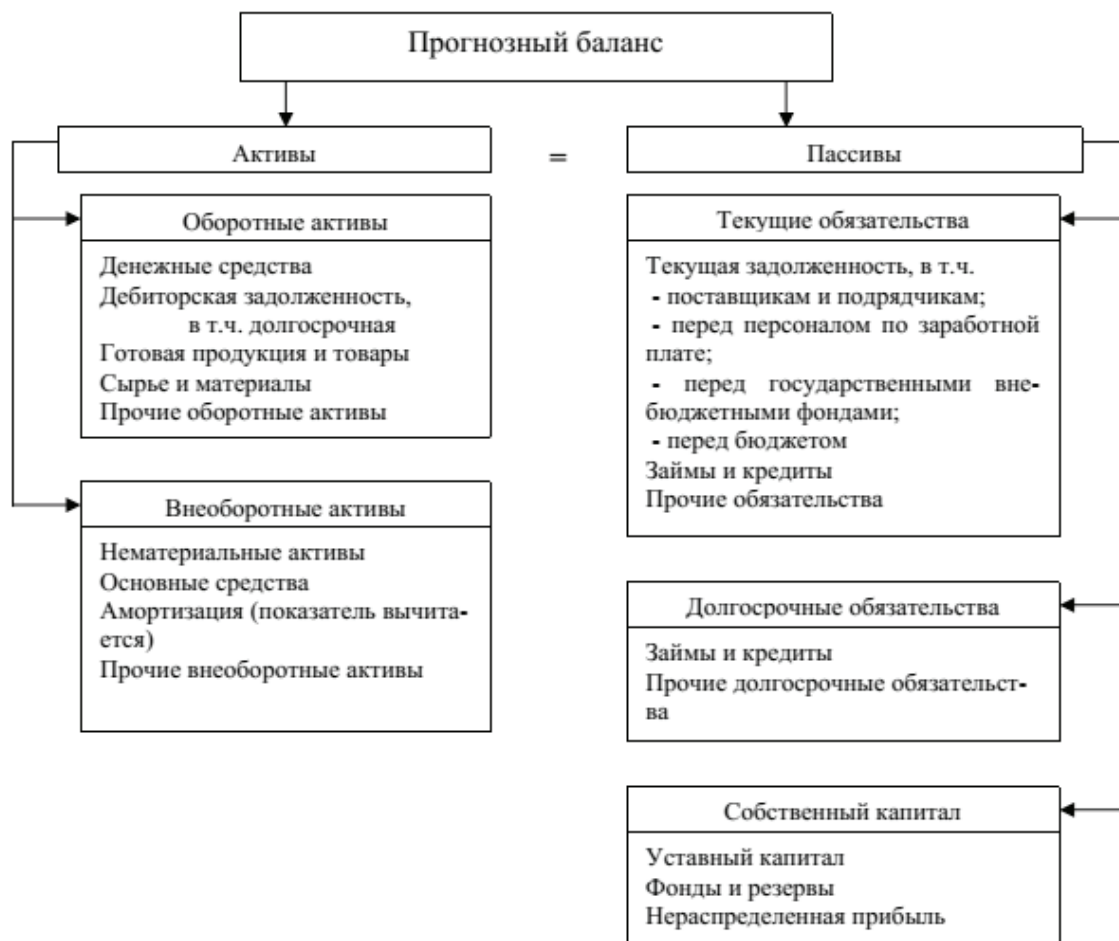 Прогнозный баланс
Активы
=
Пассивы
Оборотные активы
Денежные средства
Дебиторская задолженность,
в т.ч. долгосрочная
Готовая продукция и товары
Сырье и материалы
Прочие оборотные активы
Внеоборотные активы
Нематериальные активы
Основные средства
Амортизация (показатель вычита-
ется)
Прочие внеоборотные активы
Текущие обязательства
Текущая задолженность, в т.ч.
- поставщикам и подрядчикам;
- перед персоналом по заработной
плате;
- перед государственными вне-
бюджетными фондами;
- перед бюджетом
Займы и кредиты
Прочие обязательства
Долгосрочные обязательства
Займы и кредиты
Прочие долгосрочные обязательст-
ва
Собственный капитал
Уставный капитал
Фонды и резервы
Нераспределенная прибыль